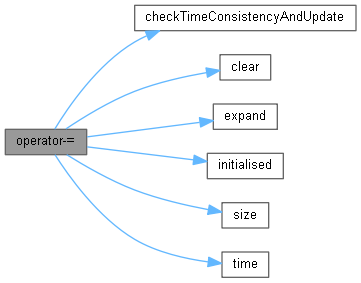 checkTimeConsistencyAndUpdate
clear
expand
operator-=
initialised
size
time